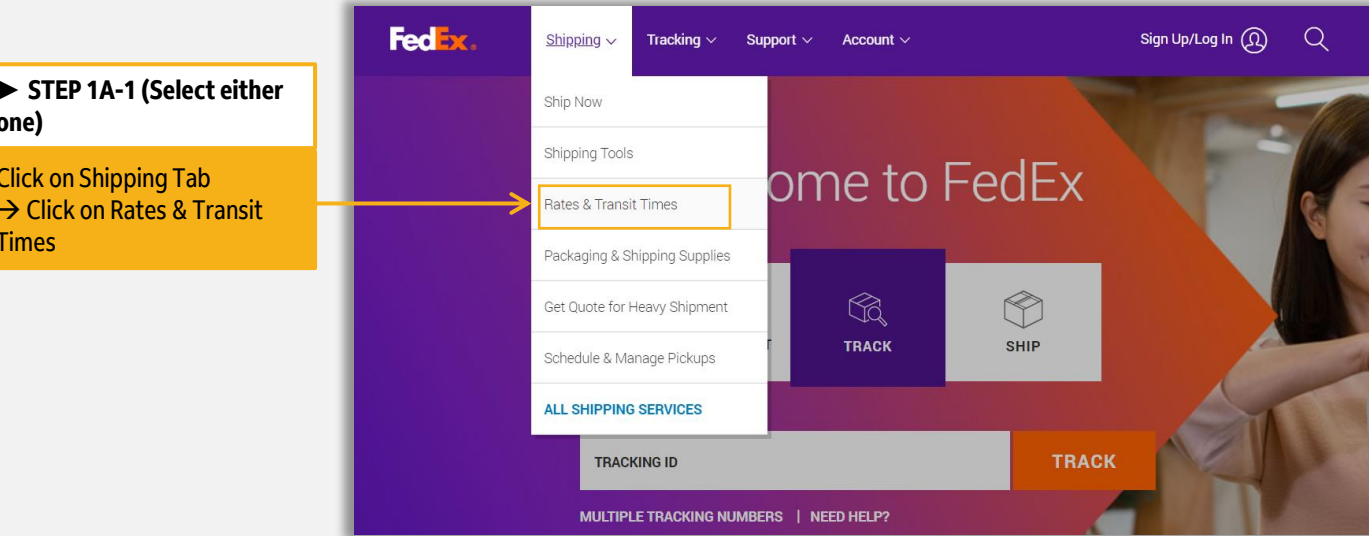 FedEx.
Shipping
Tracking
Support
Account
Sign Up/Log In
► STEP 1A-1 (Select either
one)
Click on Shipping Tab
→ Click on Rates & Transit
Times
Ship Now
Shipping Tools
Rates & Transit Times
Packaging & Shipping Supplies
Get Quote for Heavy Shipment
Schedule & Manage Pickups
ALL SHIPPING SERVICES
ome to FedEx
T
TRACK
SHIP
TRACKING ID
TRACK
MULTIPLE TRACKING NUMBERS | NEED HELP?